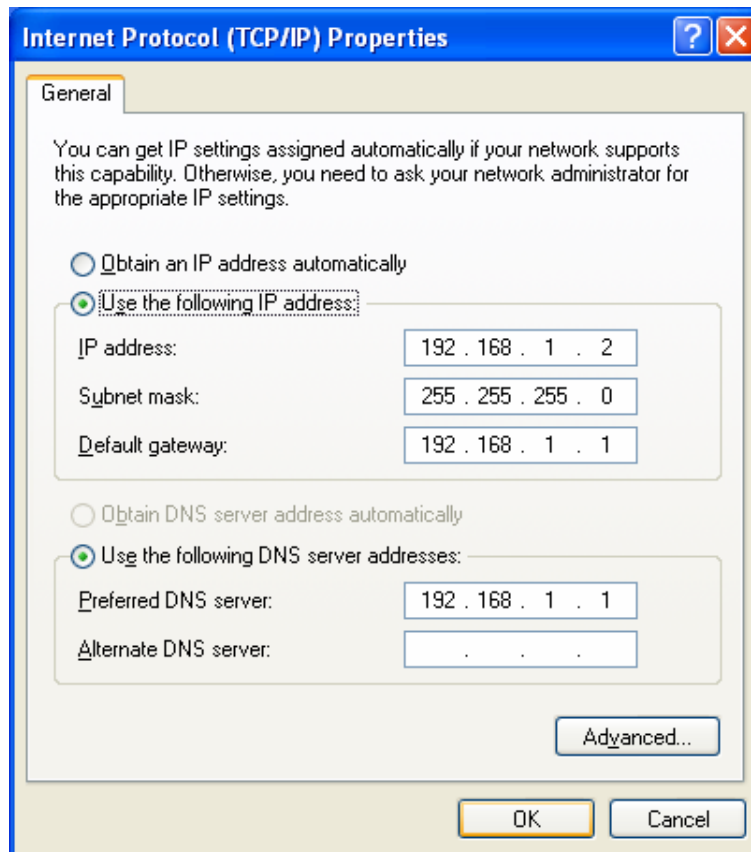 Internet Protocol (TCP/IP) Properties
General
You can get IP settings assigned automatically if your network supports
this capability. Otherwise, you need to ask your network administrator for
the appropriate IP settings.
Obtain an IP address automatically
Use the following IP address:
IP address: 192 . 168 . 1 . 2
Subnet mask: 255 . 255 . 255 . 0
Default gateway: 192 . 168 . 1 . 1
Obtain DNS server address automatically
Use the following DNS server addresses:
Preferred DNS server: 192 . 168 . 1 . 1
Alternate DNS server: . . .
Advanced...
OK Cancel